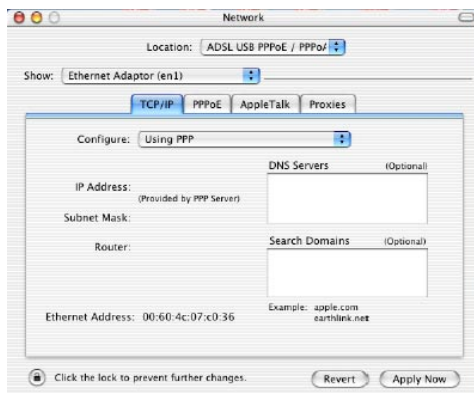 Network
Location: ADSL USB PPPoE / PPPoA
Show: Ethernet Adaptor (en1)
TCP/IP PPPoE AppleTalk Proxies
Configure: Using PPP
DNS Servers (Optional)
IP Address:
(Provided by PPP Server)
Subnet Mask:
Router:
Search Domains (Optional)
Example: apple.com
earthlink.net
Ethernet Address: 00:60:4c:07:c0:36
Click the lock to prevent further changes.
Revert Apply Now